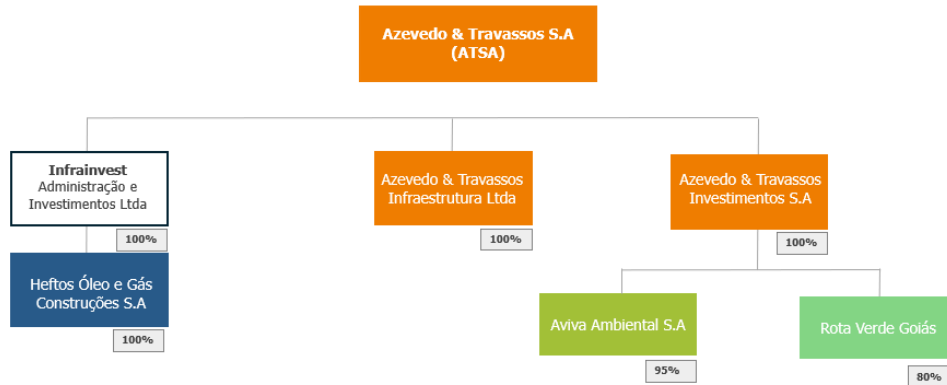 Azevedo & Travassos S.A
(ATSA)
Infrainvest
Administração e
Investimentos Ltda
100%
Azevedo & Travassos
Infraestrutura Ltda
100%
Azevedo & Travassos
Investimentos S.A
100%
Heftos Óleo e Gás
Construções S.A
100%
Aviva Ambiental S.A
95%
Rota Verde Goiás
80%